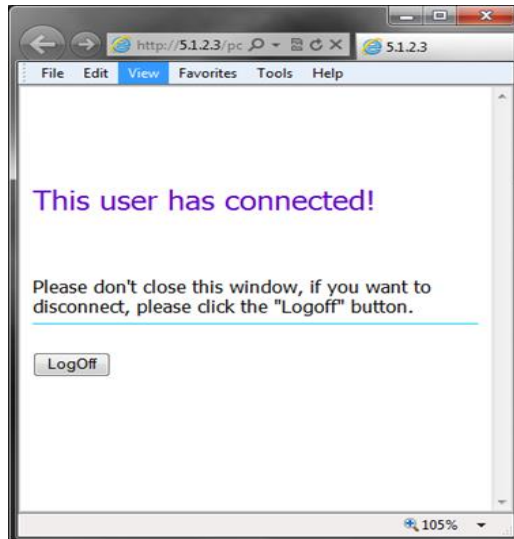 http://5.1.2.3/pc
5.1.2.3
File Edit View Favorites Tools Help
This user has connected!
Please don't close this window, if you want to
disconnect, please click the "Logoff" button.
LogOff
105%